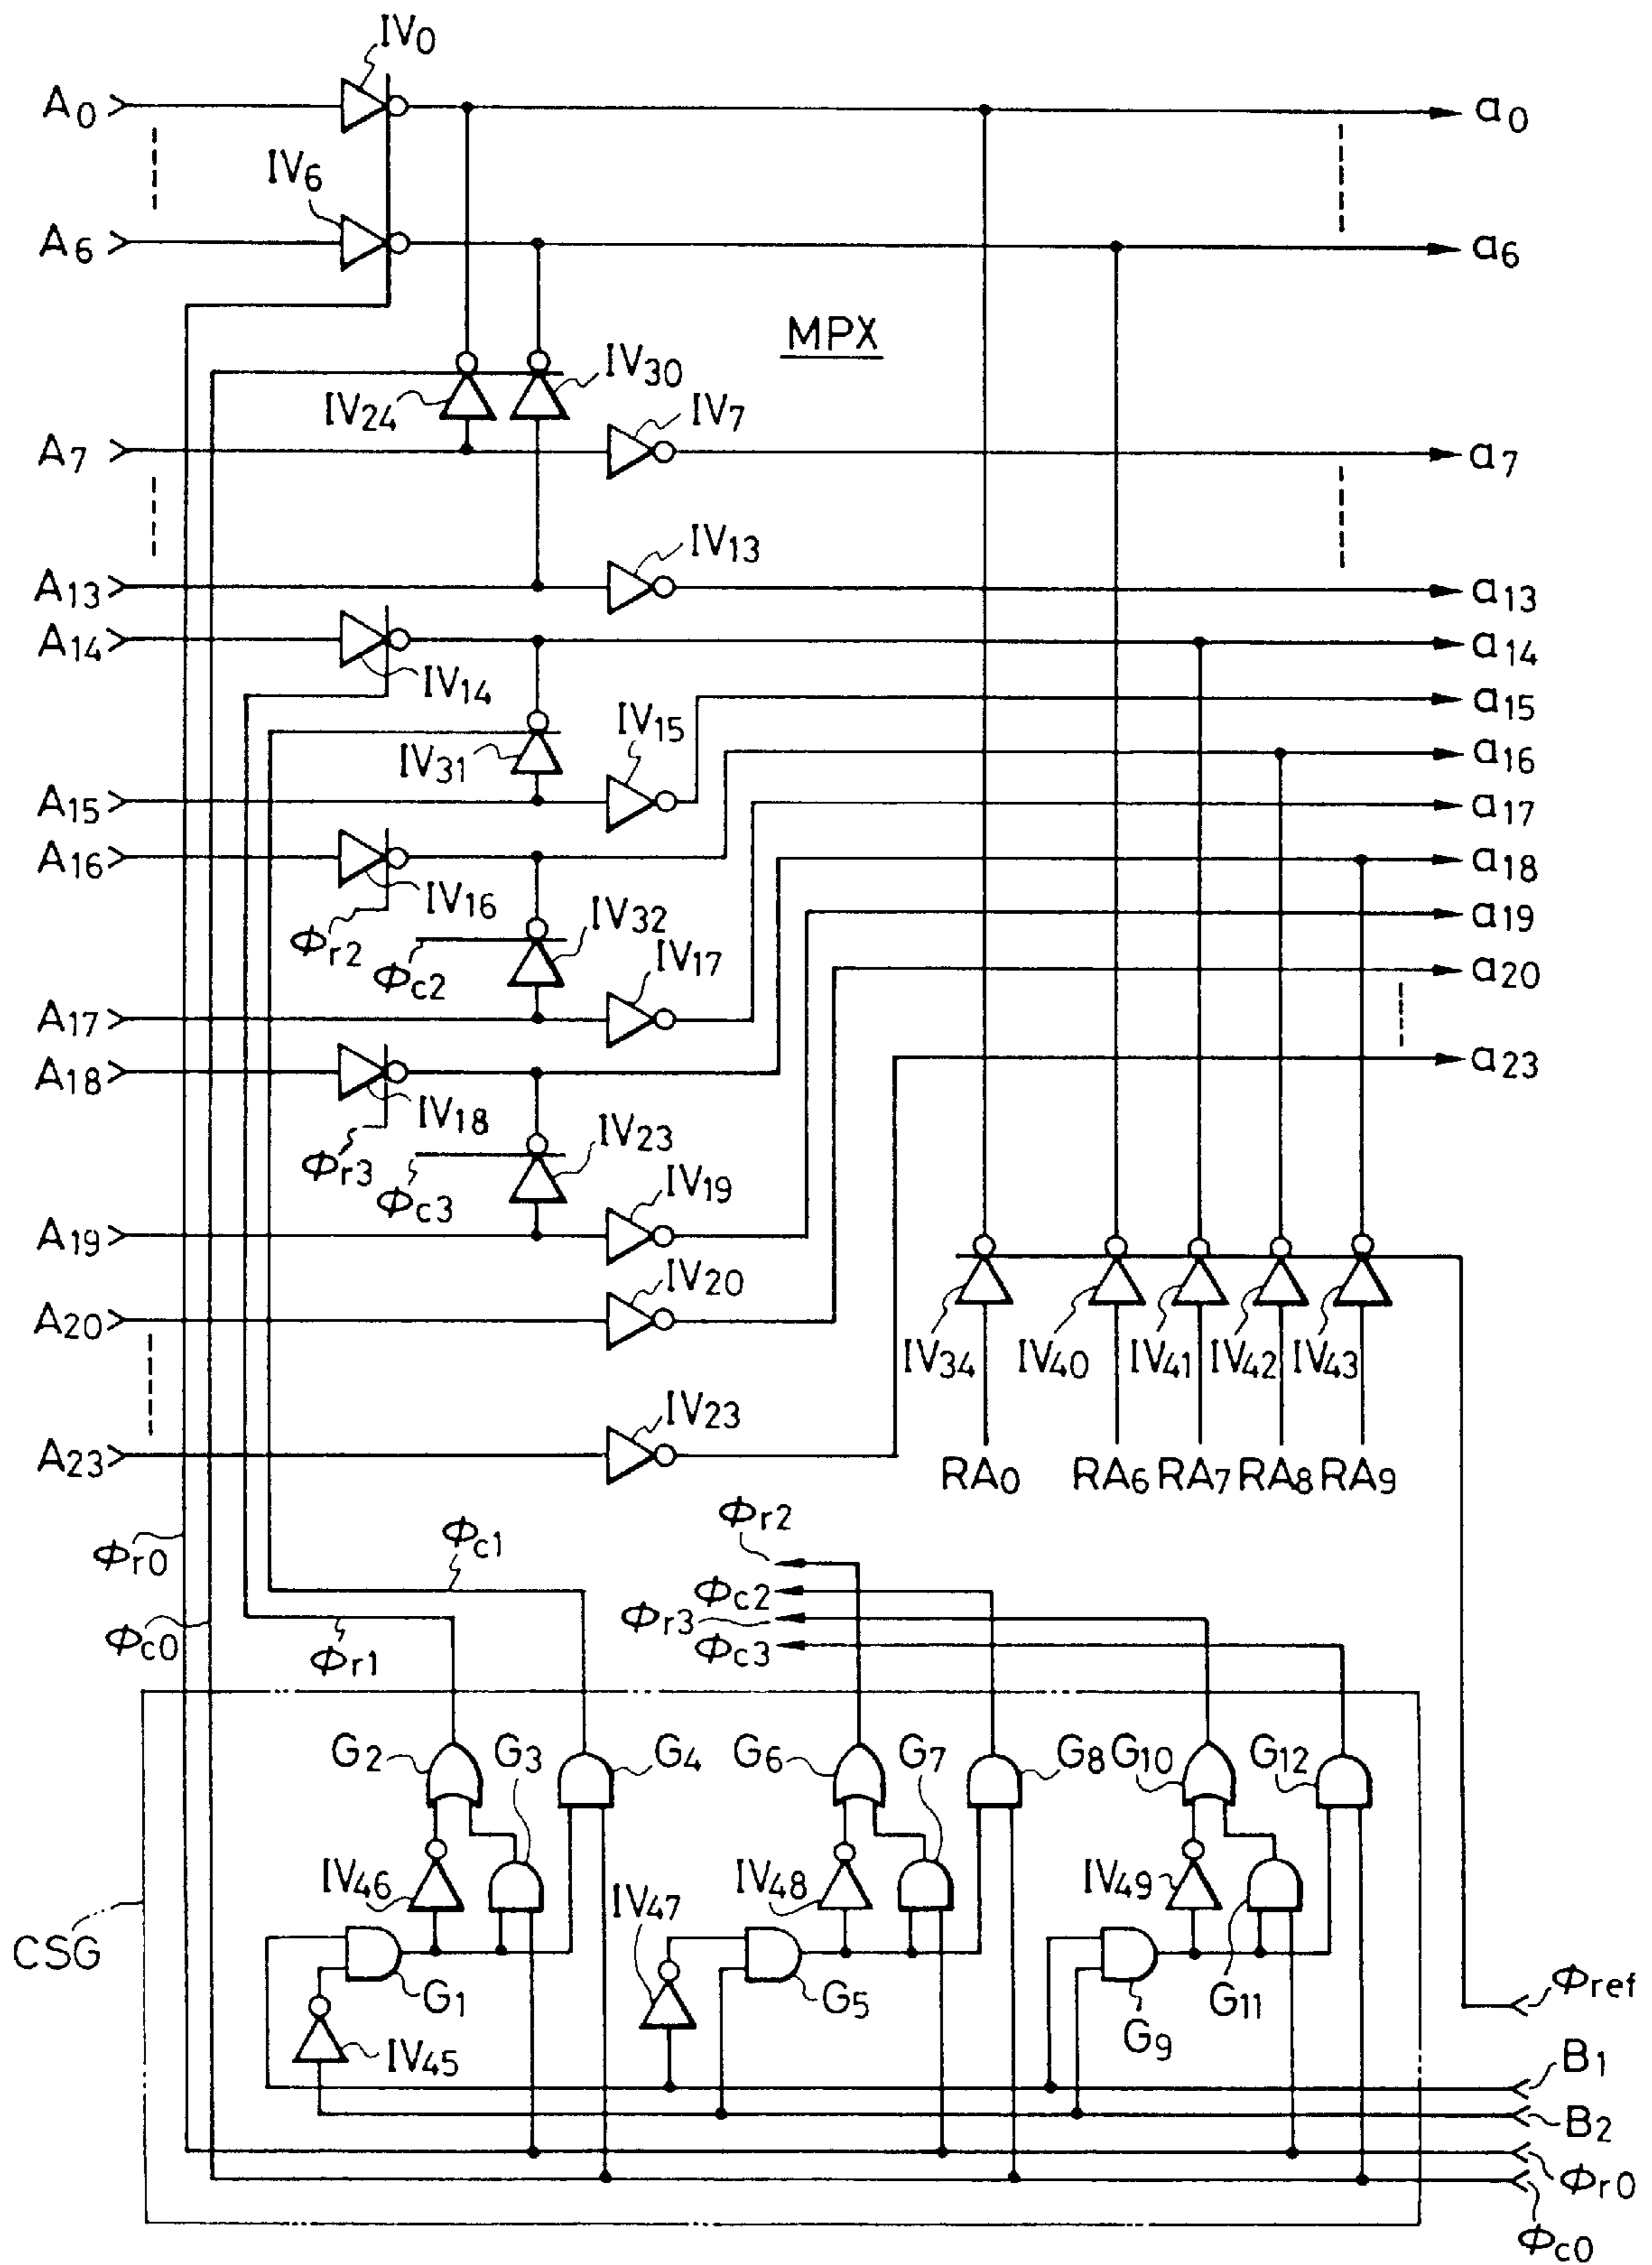 IV0
A0
a0
IV6
A6
a6
MPX
IV24
IV30
IV7
A7
a7
IV13
A13
a13
A14
IV14
a14
a15
IV31
IV15
A15
a16
a17
A16
IV16
a18
Φr2
IV32
a19
Φc2
IV17
a20
A17
A18
IV18
a23
Φr3
IV23
Φc3
IV19
A19
IV20
A20
IV34
IV40
IV41
IV42
IV43
IV23
A23
RA0
RA6
RA7
RA8
RA9
Φr0
Φc1
Φr2
Φc2
Φc0
Φr1
Φr3
Φc3
G2
G3
G4
G6
G7
G8
G10
G12
IV46
IV47
IV48
IV49
CSG
G1
G5
G9
G11
Φref
IV45
B1
B2
Φr0
Φc0